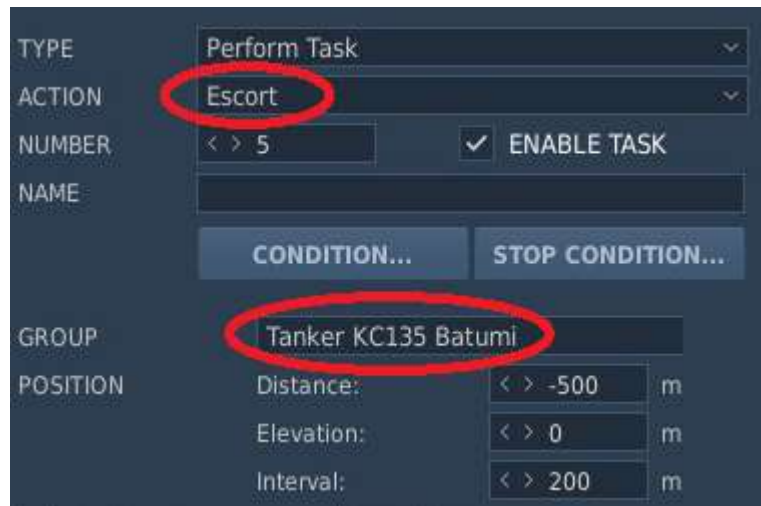 TYPE Perform Task
ACTION Escort
NUMBER < > 5 ENABLE TASK
NAME
CONDITION... STOP CONDITION...
GROUP Tanker KC135 Batumi
POSITION Distance: < > -500 m
Elevation: < > 0 m
Interval: < > 200 m